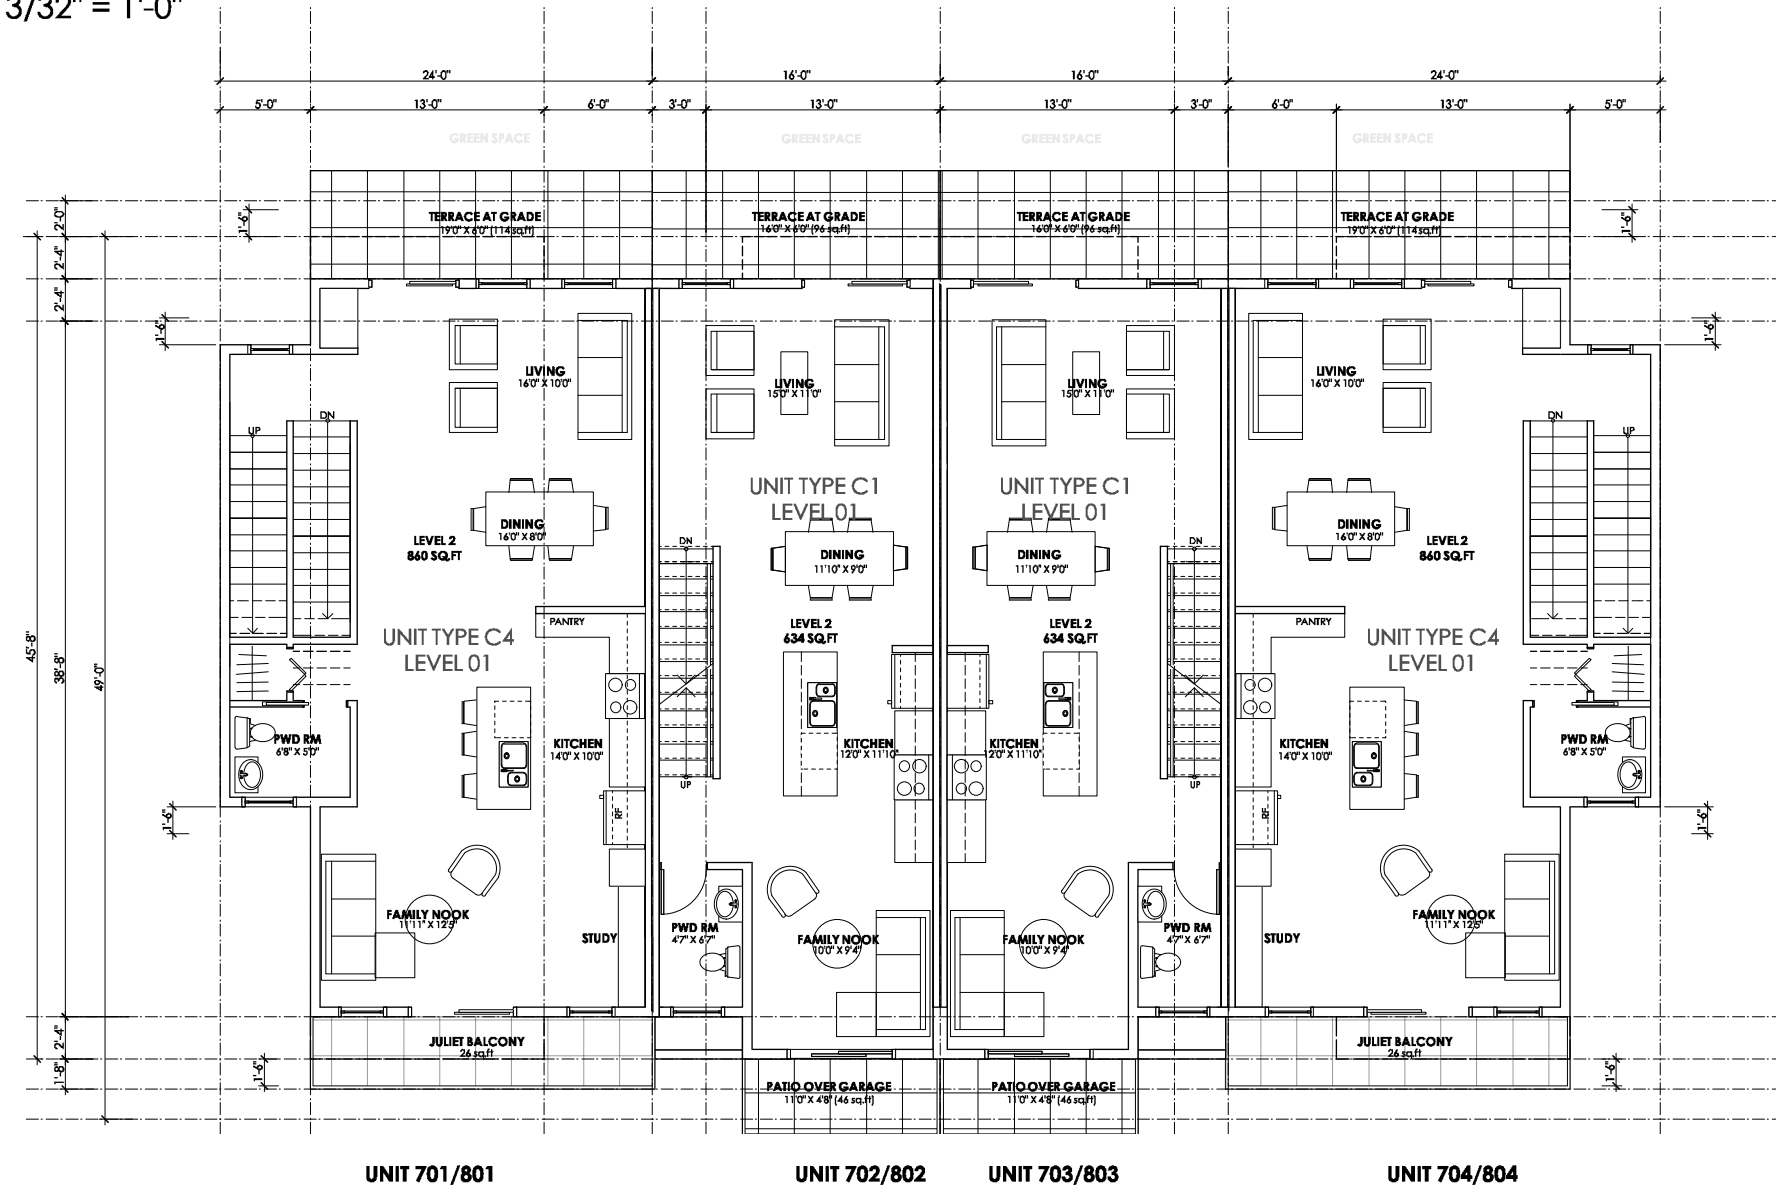 3/32" = 1'-0"
24'-0" 16'-0" 16'-0" 24'-0"
5'-0" 13'-0" 6'-0" 3'-0" 13'-0" 13'-0" 3'-0" 6'-0" 13'-0" 5'-0"
GREEN SPACE GREEN SPACE GREEN SPACE GREEN SPACE
2'-0"
2'-4"
2'-4"
1'-6"
1'-6"
1'-6"
1'-6"
TERRACE AT GRADE
19'0" X 6'0" (114 sq.ft)
TERRACE AT GRADE
16'0" X 6'0" (96 sq.ft)
TERRACE AT GRADE
16'0" X 6'0" (96 sq.ft)
TERRACE AT GRADE
19'0" X 6'0" (114 sq.ft)
LIVING
16'0" X 10'0"
LIVING
15'0" X 11'0"
LIVING
15'0" X 11'0"
LIVING
16'0" X 10'0"
UP
DN
DN
UP
UNIT TYPE C1
LEVEL 01
UNIT TYPE C1
LEVEL 01
DINING
16'0" X 8'0"
DINING
11'10" X 9'0"
DINING
11'10" X 9'0"
DINING
16'0" X 8'0"
LEVEL 2
860 SQ.FT
DN
DN
LEVEL 2
860 SQ.FT
LEVEL 2
634 SQ.FT
LEVEL 2
634 SQ.FT
PANTRY
PANTRY
UNIT TYPE C4
LEVEL 01
UNIT TYPE C4
LEVEL 01
45'-8"
38'-8"
49'-0"
PWD RM
6'8" X 5'0"
KITCHEN
14'0" X 10'0"
KITCHEN
12'0" X 11'10"
KITCHEN
12'0" X 11'10"
KITCHEN
14'0" X 10'0"
PWD RM
6'8" X 5'0"
UP
UP
RF
RF
1'-6"
1'-6"
FAMILY NOOK
11'11" X 12'5"
STUDY
PWD RM
4'7" X 6'7"
FAMILY NOOK
10'0" X 9'4"
FAMILY NOOK
10'0" X 9'4"
PWD RM
4'7" X 6'7"
STUDY
FAMILY NOOK
11'11" X 12'5"
2'-4"
1'-8"
1'-6"
1'-6"
JULIET BALCONY
26 sq.ft
JULIET BALCONY
26 sq.ft
PATIO OVER GARAGE
11'0" X 4'8" (46 sq.ft)
PATIO OVER GARAGE
11'0" X 4'8" (46 sq.ft)
UNIT 701/801 UNIT 702/802 UNIT 703/803 UNIT 704/804